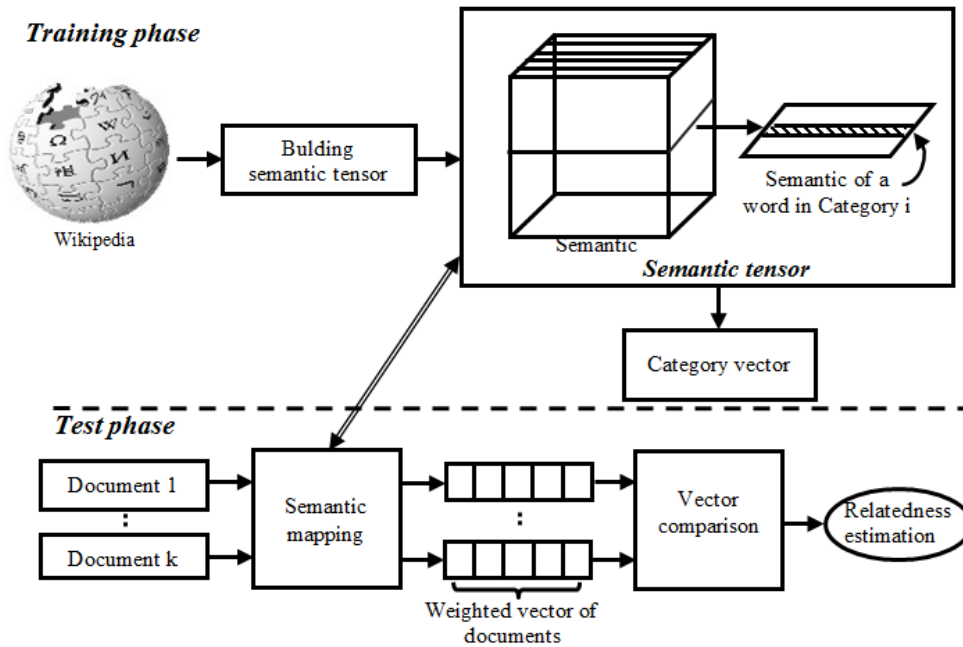 Training phase
Wikipedia
Bulding
semantic tensor
Semantic
Semantic of a
word in Category i
Semantic tensor
Category vector
Test phase
Document 1
:
Document k
Semantic
mapping
:
Weighted vector of
documents
Vector
comparison
Relatedness
estimation